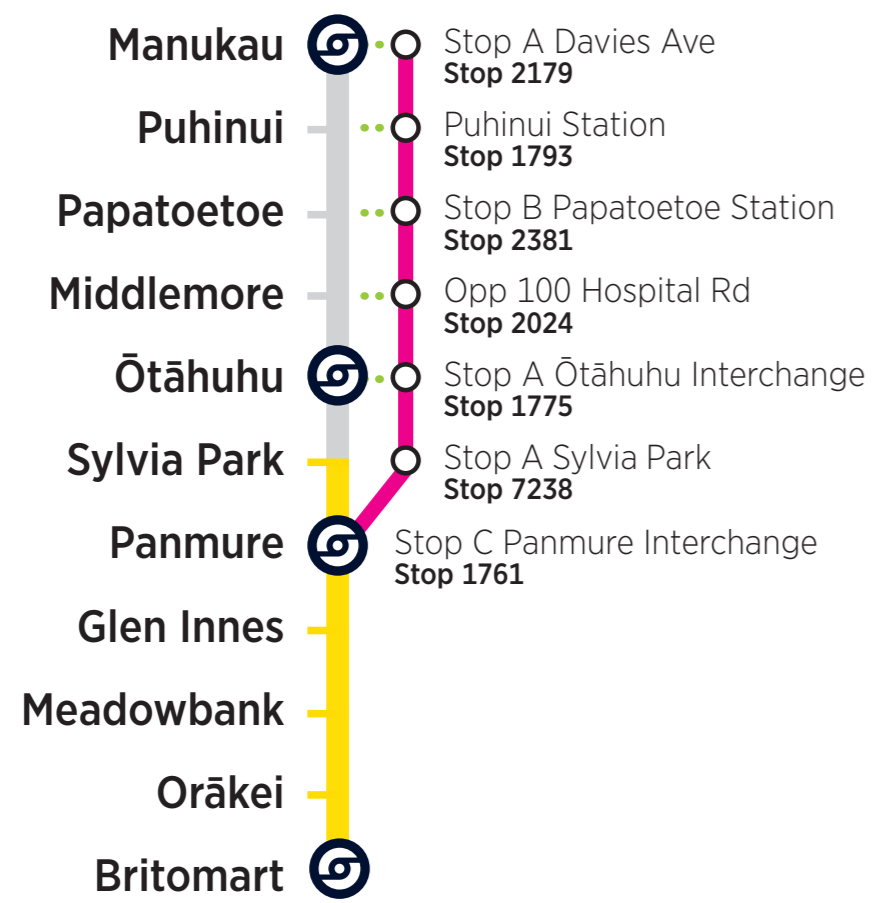 Manukau
Stop A Davies Ave
Stop 2179
Puhinui
Puhinui Station
Stop 1793
Papatoetoe
Stop B Papatoetoe Station
Stop 2381
Middlemore
Opp 100 Hospital Rd
Stop 2024
Ōtāhuhu
Stop A Ōtāhuhu Interchange
Stop 1775
Sylvia Park
Stop A Sylvia Park
Stop 7238
Panmure
Stop C Panmure Interchange
Stop 1761
Glen Innes
Meadowbank
Orākei
Britomart